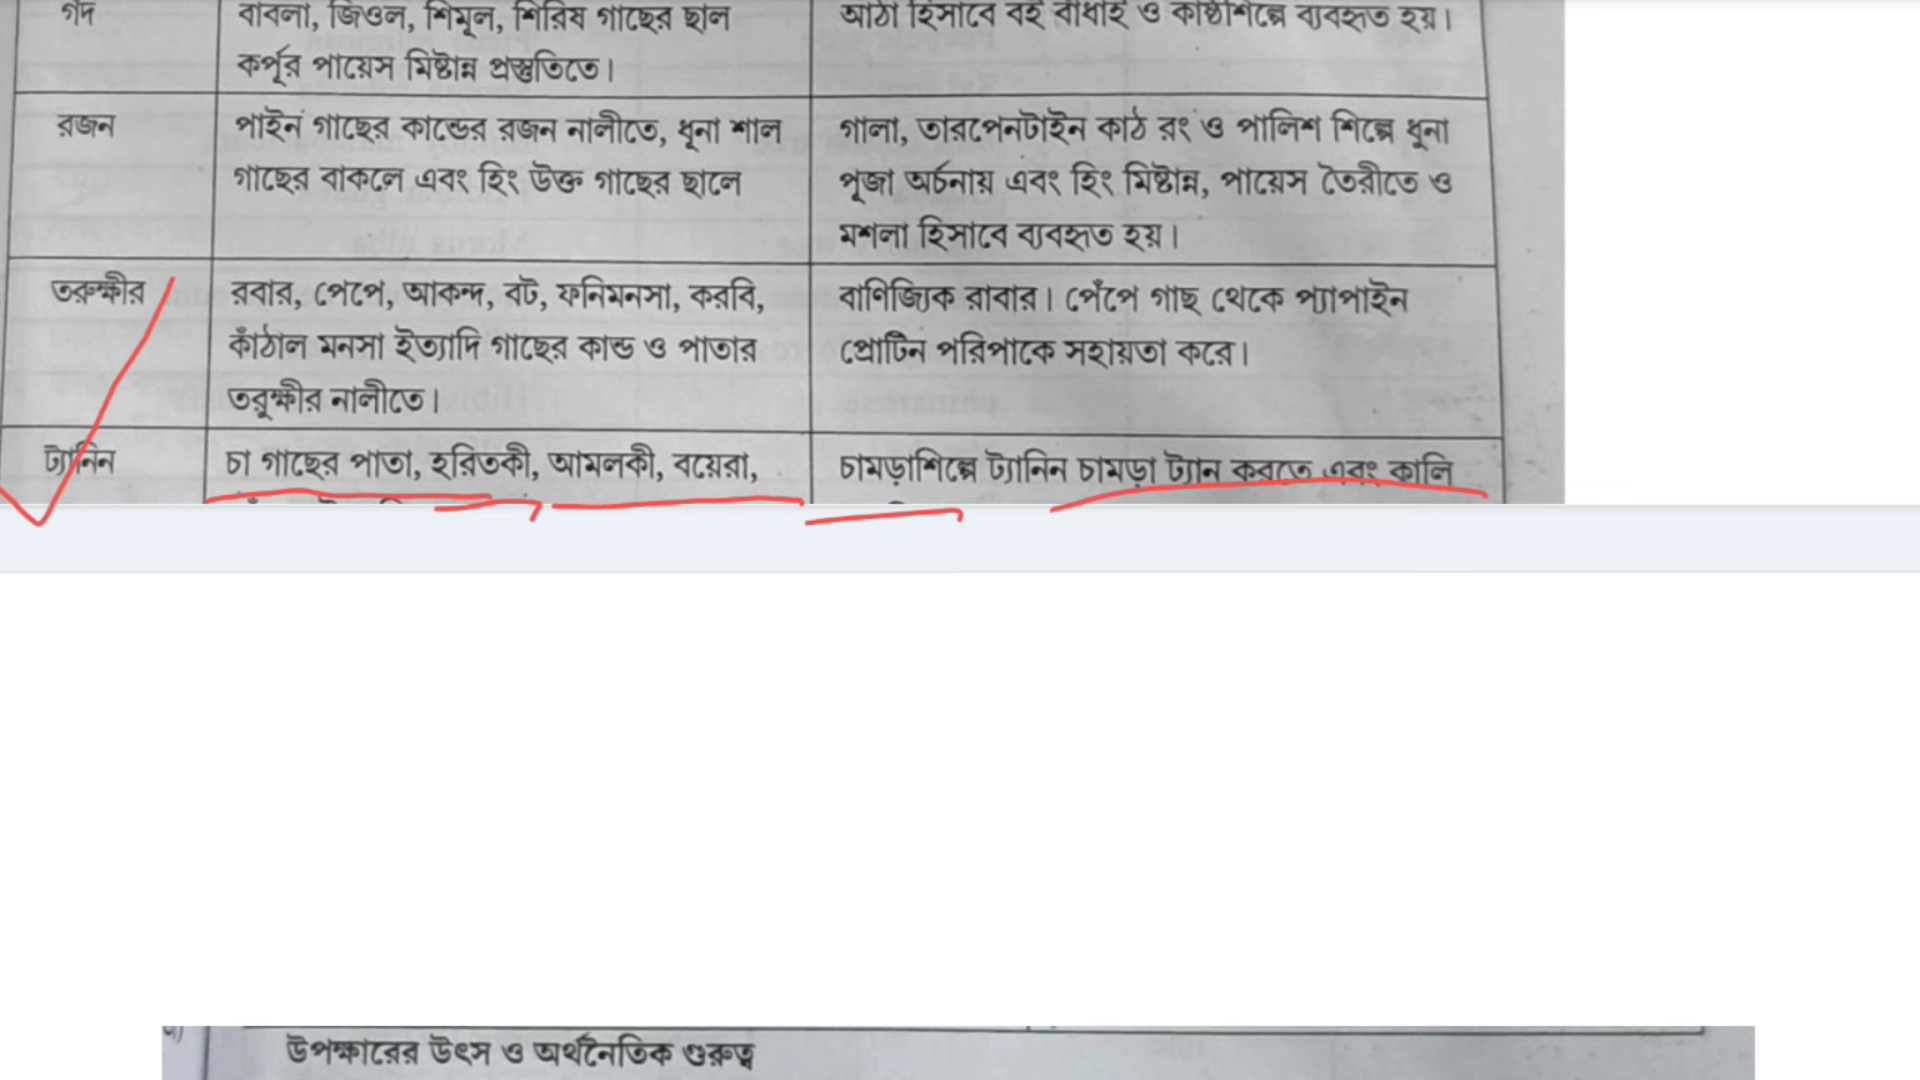 গঁদ
বাবলা, জিওল, শিমূল, শিরিষ গাছের ছাল
কর্পূর পায়েস মিষ্টান্ন প্রস্তুতিতে।
আঠা হিসাবে বই বাঁধাই ও কাষ্ঠশিল্পে ব্যবহৃত হয়।
রজন
পাইন গাছের কান্ডের রজন নালীতে, ধূনা শাল
গাছের বাকলে এবং হিং উক্ত গাছের ছালে
গালা, তারপেনটাইন কাঠ রং ও পালিশ শিল্পে ধুনা
পূজা অর্চনায় এবং হিং মিষ্টান্ন, পায়েস তৈরীতে ও
মশলা হিসাবে ব্যবহৃত হয়।
তরুক্ষীর
রবার, পেপে, আকন্দ, বট, ফনিমনসা, করবি,
কাঁঠাল মনসা ইত্যাদি গাছের কান্ড ও পাতার
তরুক্ষীর নালীতে।
বাণিজ্যিক রাবার। পেঁপে গাছ থেকে প্যাপাইন
প্রোটিন পরিপাকে সহায়তা করে।
ট্যানিন
চা গাছের পাতা, হরিতকী, আমলকী, বয়েরা,
চামড়াশিল্পে ট্যানিন চামড়া ট্যান করতে এবং কালি
উপক্ষারের উৎস ও অর্থনৈতিক গুরুত্ব